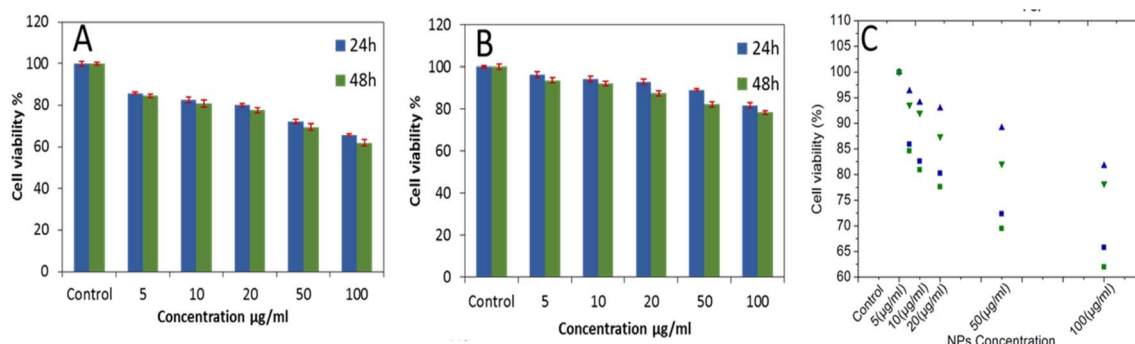 A
120
100
80
60
40
20
0
Cell viability %
24h
48h
Control 5 10 20 50 100
Concentration µg/ml
B
120
100
80
60
40
20
0
Cell viability %
24h
48h
Control 5 10 20 50 100
Concentration µg/ml
C
110
105
100
95
90
85
80
75
70
65
60
Cell viability (%)
Control 5(µg/ml) 10(µg/ml) 20(µg/ml) 50(µg/ml) 100(µg/ml)
NPs Concentration